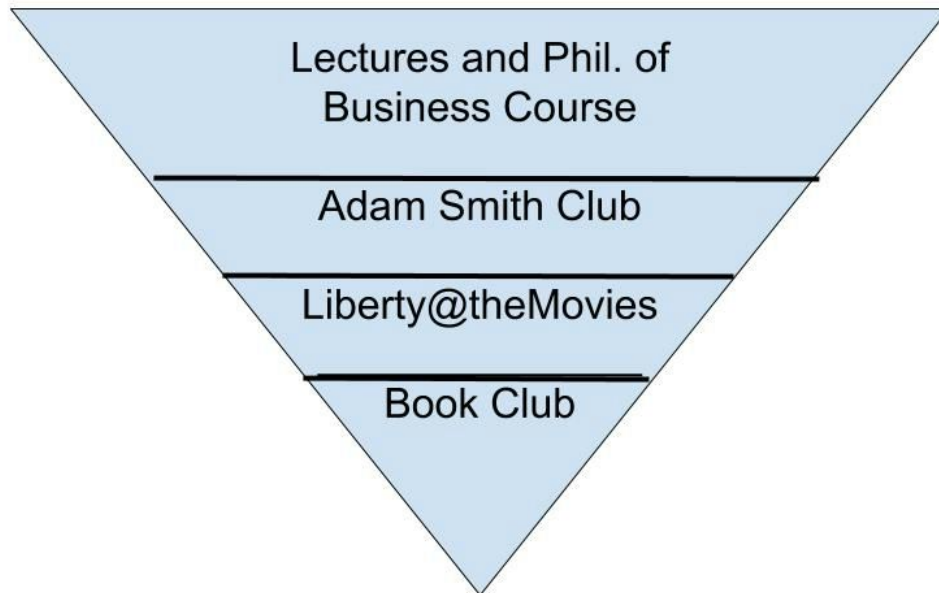 Lectures and Phil. of
Business Course
Adam Smith Club
Liberty@theMovies
Book Club